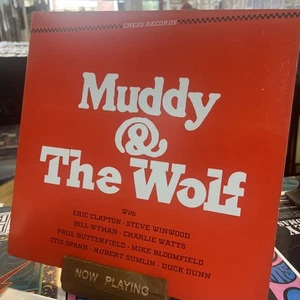 CHESS RECORDS
Muddy
@
The Wolf
With
ERIC CLAPTON · STEVE WINWOOD
BILL WYMAN · CHARLIE WATTS
PAUL BUTTERFIELD · MIKE BLOOMFIELD
OTIS SPANN · HUBERT SUMLIN · DUCK DUNN
NOW PLAYING